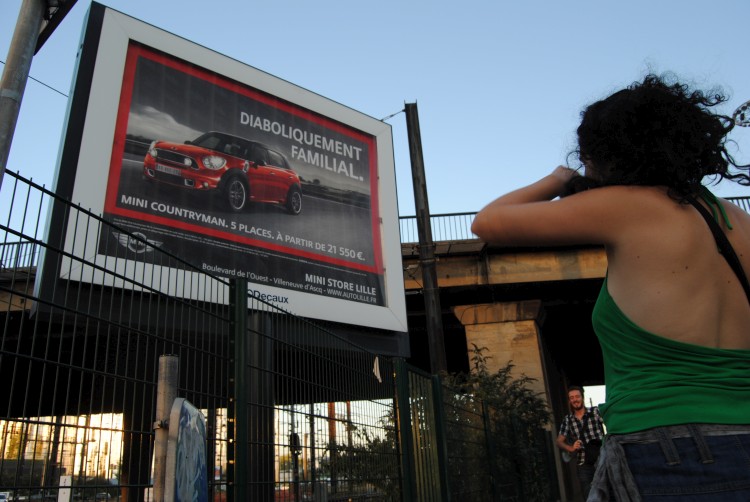 DIABOLIQUEMENT
FAMILIAL.
MINI COUNTRYMAN. 5 PLACES. À PARTIR DE 21 550 €.
MINI STORE LILLE
Boulevard de l'Ouest - Villeneuve d'Ascq - WWW.AUTOLILLE.FR
JCDecaux